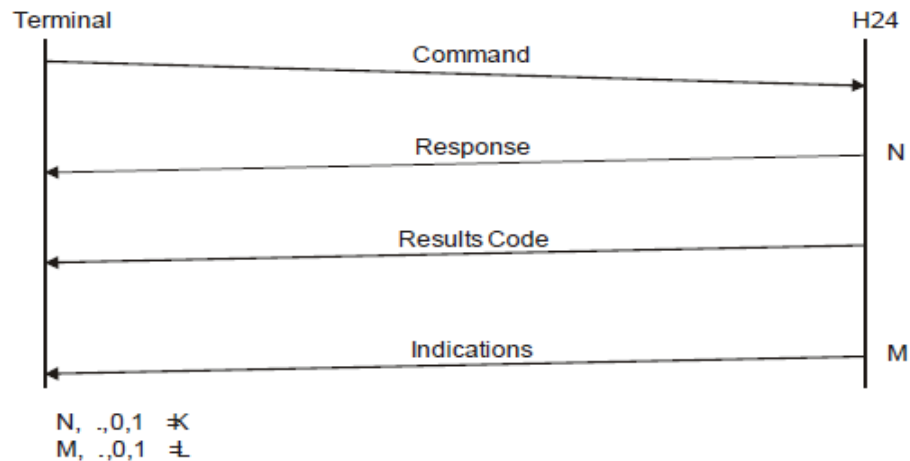 Terminal H24
Command
Response N
Results Code
Indications M
N, .,0,1 =K
M, .,0,1 =L